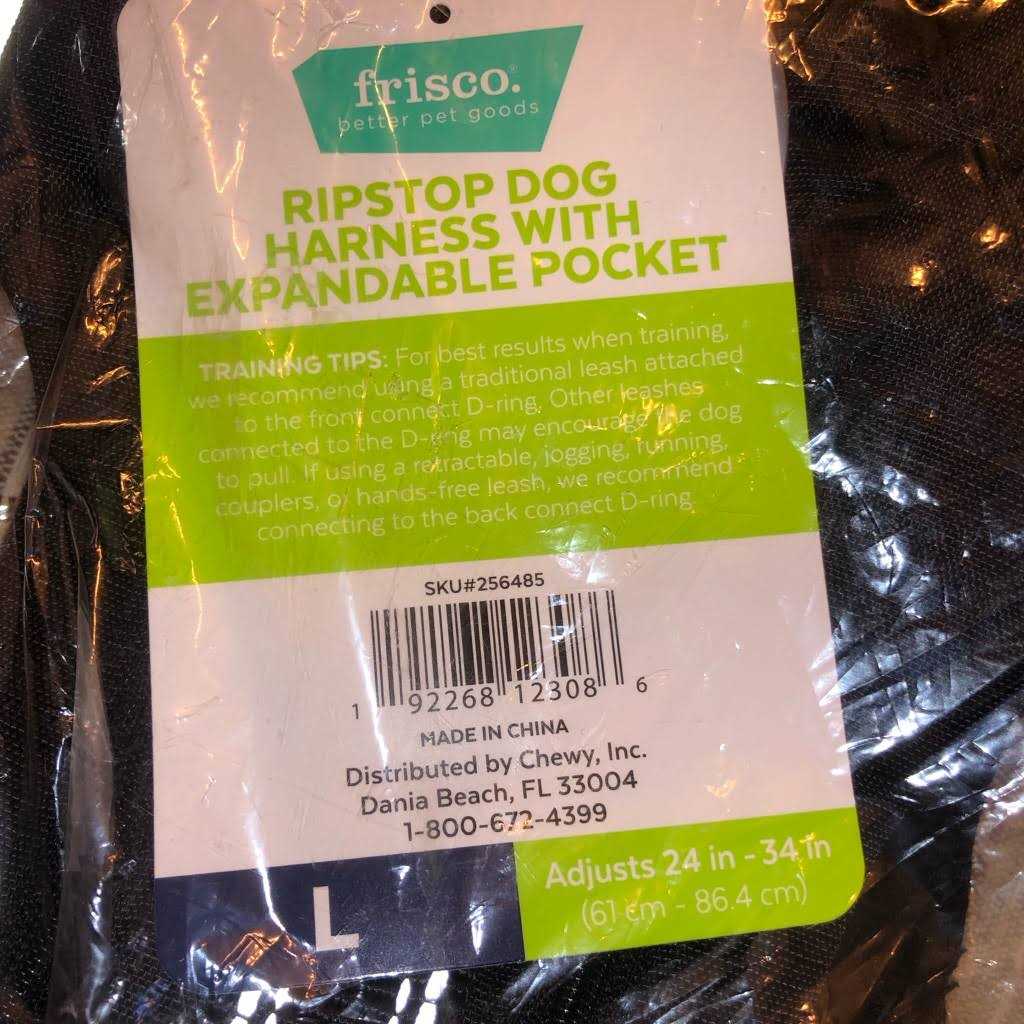 frisco.
better pet goods
RIPSTOP DOG
HARNESS WITH
EXPANDABLE POCKET
TRAINING TIPS: For best results when training,
we recommend using a traditional leash attached
to the front connect D-ring. Other leashes
connected to the D-ring may encourage the dog
to pull. If using a retractable, jogging, running,
couplers, or hands-free leash, we recommend
connecting to the back connect D-ring.
SKU#256485
1 92268 12308 6
MADE IN CHINA
Distributed by Chewy, Inc.
Dania Beach, FL 33004
1-800-672-4399
L
Adjusts 24 in - 34 in
(61 cm - 86.4 cm)